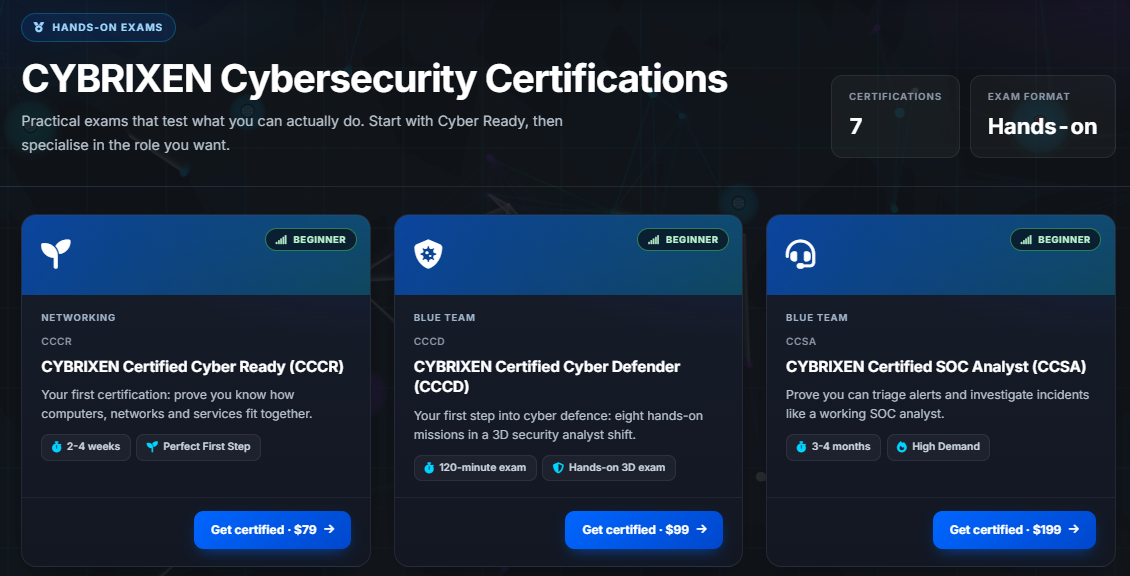 HANDS-ON EXAMS
CYBRIXEN Cybersecurity Certifications
Practical exams that test what you can actually do. Start with Cyber Ready, then
specialise in the role you want.
CERTIFICATIONS
7
EXAM FORMAT
Hands-on
BEGINNER
NETWORKING
CCCR
CYBRIXEN Certified Cyber Ready (CCCR)
Your first certification: prove you know how
computers, networks and services fit together.
2-4 weeks
Perfect First Step
Get certified · $79 →
BEGINNER
BLUE TEAM
CCCD
CYBRIXEN Certified Cyber Defender
(CCCD)
Your first step into cyber defence: eight hands-on
missions in a 3D security analyst shift.
120-minute exam
Hands-on 3D exam
Get certified · $99 →
BEGINNER
BLUE TEAM
CCSA
CYBRIXEN Certified SOC Analyst (CCSA)
Prove you can triage alerts and investigate incidents
like a working SOC analyst.
3-4 months
High Demand
Get certified · $199 →